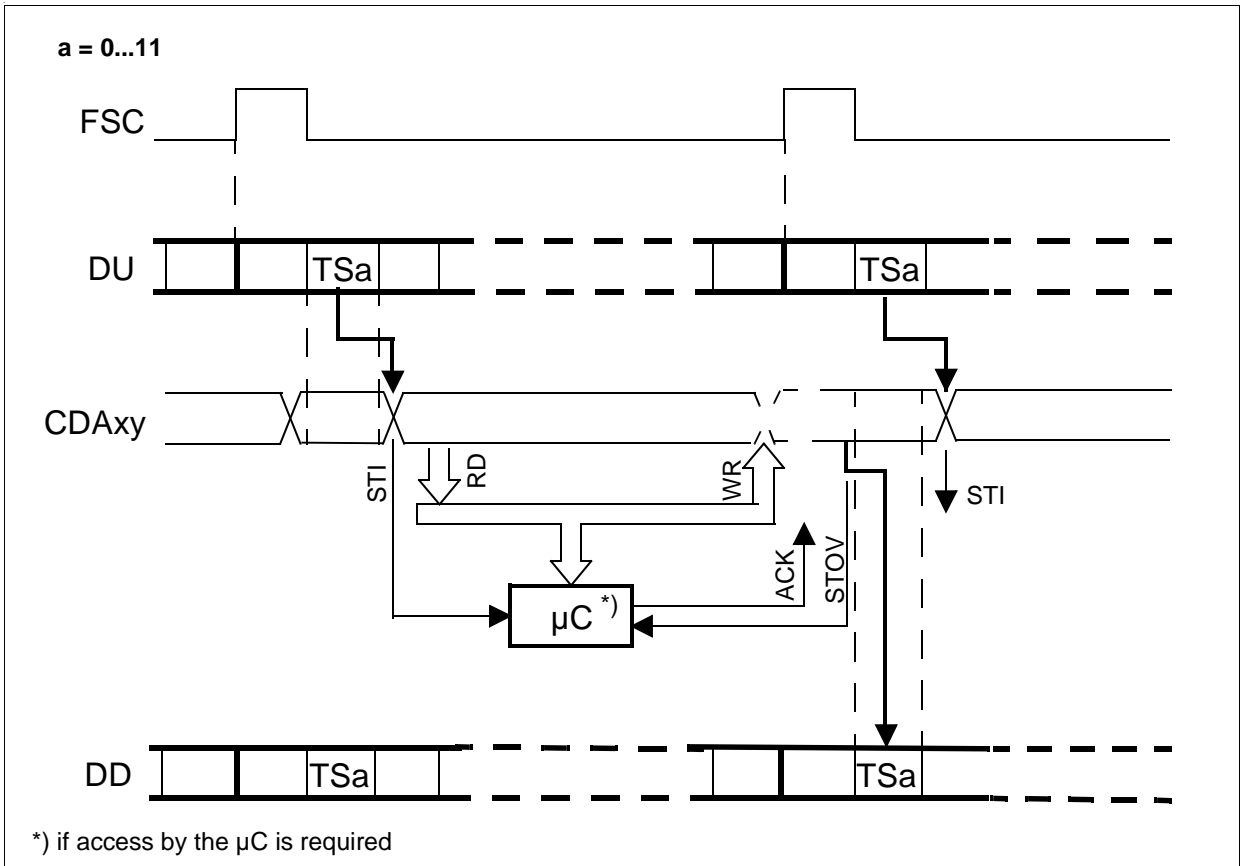 a = 0...11
FSC
DU
TSa
TSa
CDAxy
STI
RD
WR
STI
ACK
STOV
µC *)
DD
TSa
TSa
*) if access by the µC is required